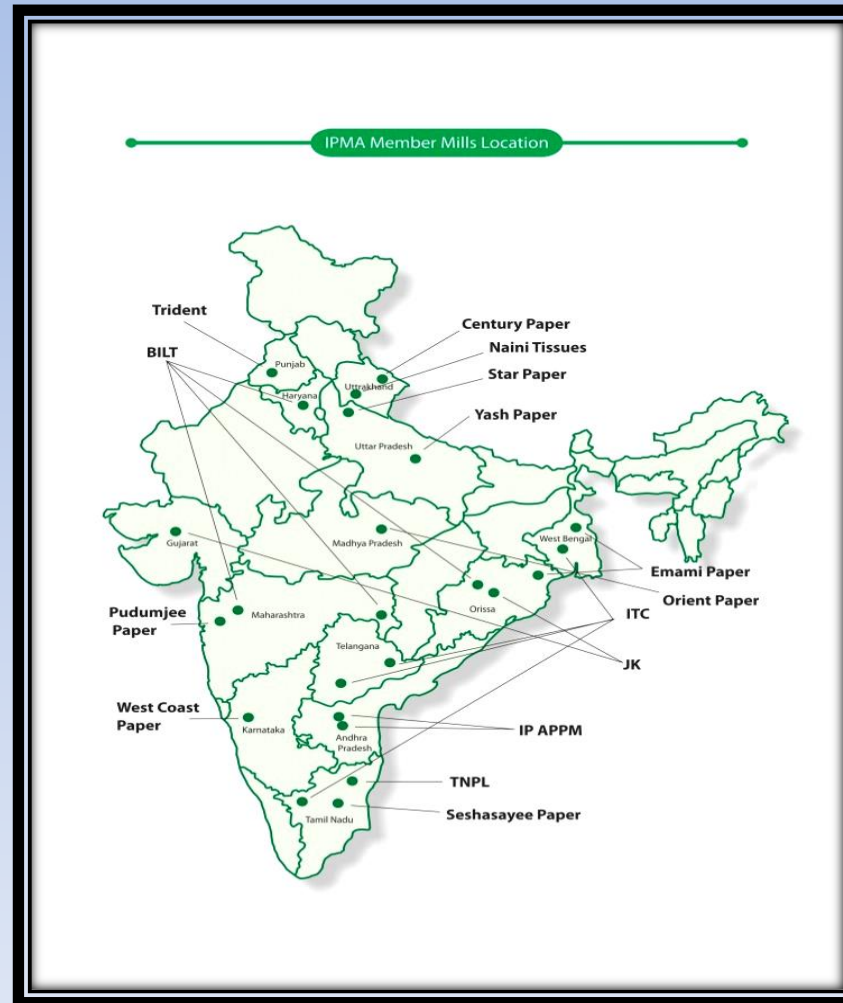 IPMA Member Mills Location
Trident
BILT
Century Paper
Naini Tissues
Star Paper
Yash Paper
Punjab
Uttrakhand
Haryana
Uttar Pradesh
Gujarat
Madhya Pradesh
West Bengal
Emami Paper
Orient Paper
ITC
JK
Orissa
Pudumjee
Paper
Maharashtra
Telangana
West Coast
Paper
Karnataka
Andhra
Pradesh
IP APPM
TNPL
Seshasayee Paper
Tamil Nadu